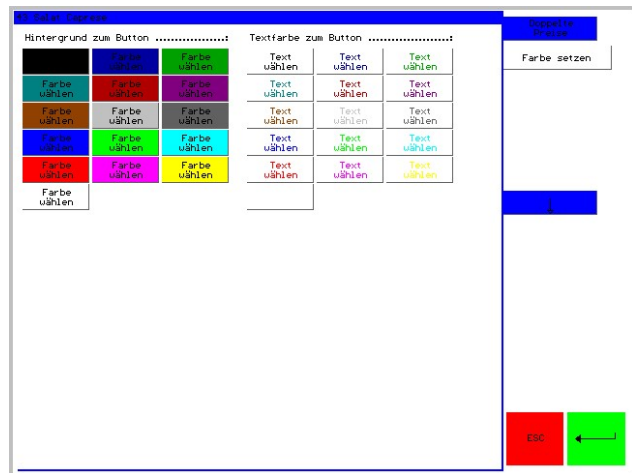 #3 Salat Caprese
Hintergrund zum Button ................:
Textfarbe zum Button ..................:
Farbe wählen
Farbe wählen
Text wählen
Text wählen
Text wählen
Farbe wählen
Farbe wählen
Farbe wählen
Text wählen
Text wählen
Text wählen
Farbe wählen
Farbe wählen
Farbe wählen
Text wählen
Text wählen
Text wählen
Farbe wählen
Farbe wählen
Farbe wählen
Text wählen
Text wählen
Text wählen
Farbe wählen
Farbe wählen
Farbe wählen
Text wählen
Text wählen
Text wählen
Farbe wählen
Doppelte
Preise
Farbe setzen
ESC